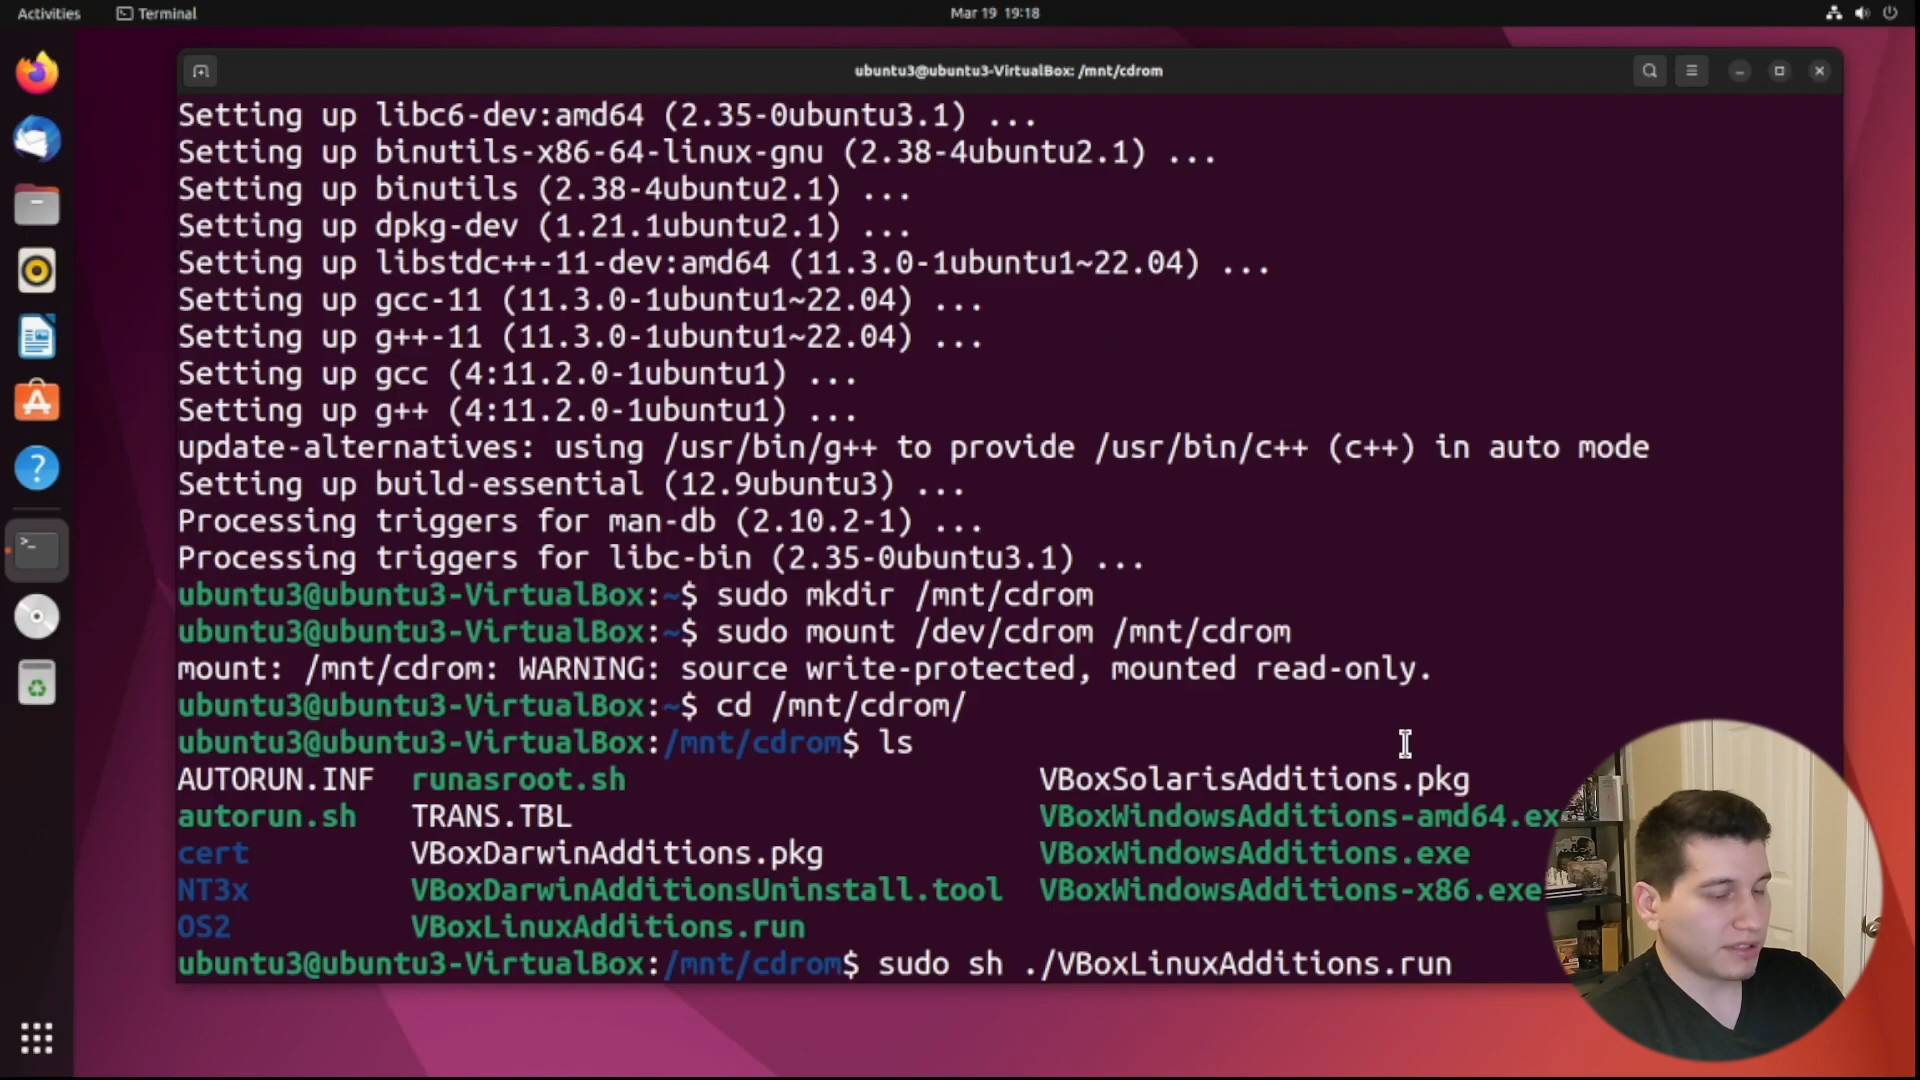 Activities
Terminal
Mar 19 19:18
ubuntu3@ubuntu3-VirtualBox: /mnt/cdrom
Setting up libc6-dev:amd64 (2.35-0ubuntu3.1) ...
Setting up binutils-x86-64-linux-gnu (2.38-4ubuntu2.1) ...
Setting up binutils (2.38-4ubuntu2.1) ...
Setting up dpkg-dev (1.21.1ubuntu2.1) ...
Setting up libstdc++-11-dev:amd64 (11.3.0-1ubuntu1~22.04) ...
Setting up gcc-11 (11.3.0-1ubuntu1~22.04) ...
Setting up g++-11 (11.3.0-1ubuntu1~22.04) ...
Setting up gcc (4:11.2.0-1ubuntu1) ...
Setting up g++ (4:11.2.0-1ubuntu1) ...
update-alternatives: using /usr/bin/g++ to provide /usr/bin/c++ (c++) in auto mode
Setting up build-essential (12.9ubuntu3) ...
Processing triggers for man-db (2.10.2-1) ...
Processing triggers for libc-bin (2.35-0ubuntu3.1) ...
ubuntu3@ubuntu3-VirtualBox:~$ sudo mkdir /mnt/cdrom
ubuntu3@ubuntu3-VirtualBox:~$ sudo mount /dev/cdrom /mnt/cdrom
mount: /mnt/cdrom: WARNING: source write-protected, mounted read-only.
ubuntu3@ubuntu3-VirtualBox:~$ cd /mnt/cdrom/
ubuntu3@ubuntu3-VirtualBox:/mnt/cdrom$ ls
AUTORUN.INF runasroot.sh VBoxSolarisAdditions.pkg
autorun.sh TRANS.TBL VBoxWindowsAdditions-amd64.ex
cert VBoxDarwinAdditions.pkg VBoxWindowsAdditions.exe
NT3x VBoxDarwinAdditionsUninstall.tool VBoxWindowsAdditions-x86.exe
OS2 VBoxLinuxAdditions.run
ubuntu3@ubuntu3-VirtualBox:/mnt/cdrom$ sudo sh ./VBoxLinuxAdditions.run